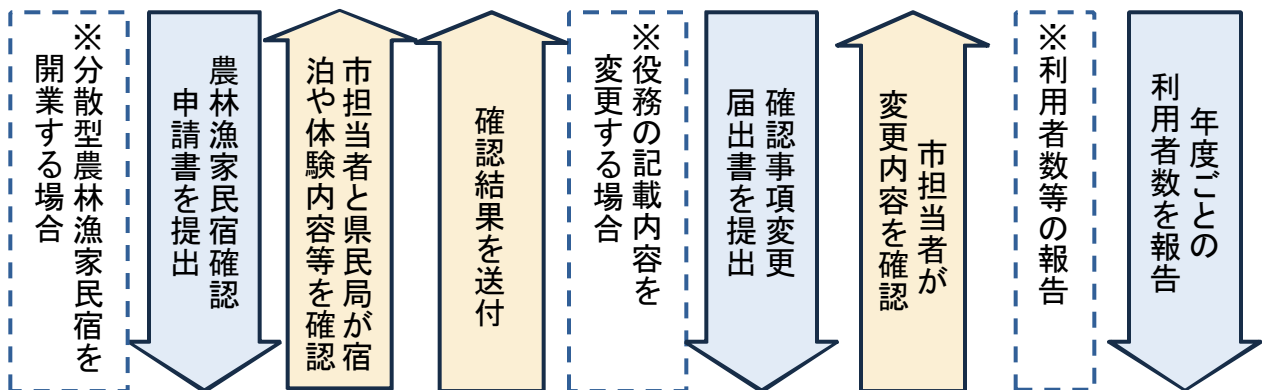 ※分散型農林漁家民宿を
開業する場合
農林漁家民宿確認
申請書を提出
市担当者と県民局が宿
泊や体験内容等を確認
確認結果を送付
※役務の記載内容を
変更する場合
確認事項変更
届出書を提出
市担当者が
変更内容を確認
※利用者数等の報告
年度ごとの
利用者数を報告